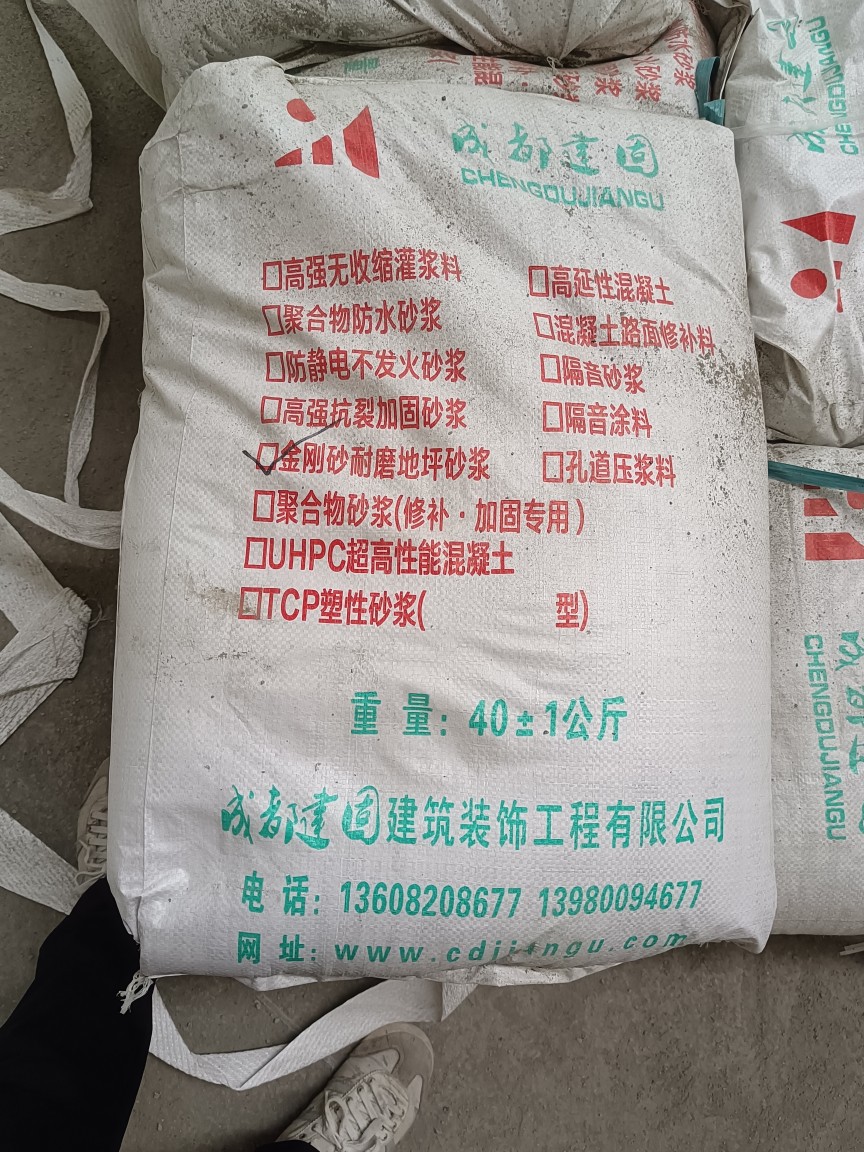 成都建固
CHENGDUJIANGU
□高强无收缩灌浆料 □高延性混凝土
□聚合物防水砂浆 □混凝土路面修补料
□防静电不发火砂浆 □隔音砂浆
□高强抗裂加固砂浆 □隔音涂料
□金刚砂耐磨地坪砂浆 □孔道压浆料
□聚合物砂浆(修补·加固专用)
□UHPC超高性能混凝土
□TCP塑性砂浆( 型)
重量：40±1公斤
成都建固建筑装饰工程有限公司
电话：13608208677 13980094677
网址：www.cdjiangu.com
CHENGDUJIANGU
CHENGDUJIANGU